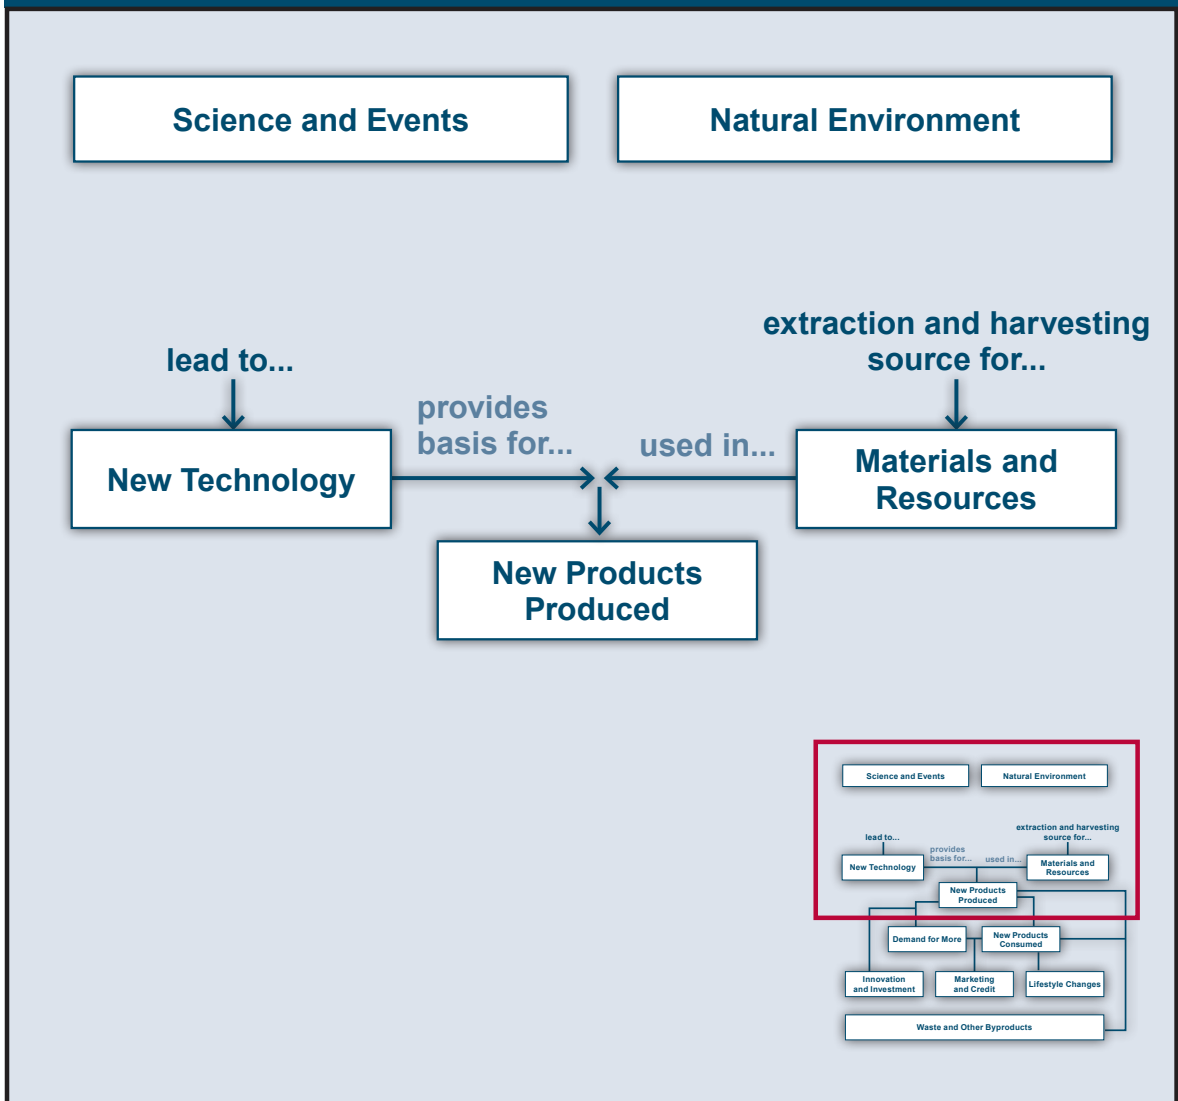 Science and Events
Natural Environment
lead to...
extraction and harvesting
source for...
provides
basis for...
used in...
New Technology
Materials and
Resources
New Products
Produced
Science and Events
Natural Environment
lead to...
extraction and harvesting
source for...
provides
basis for...
used in...
New Technology
Materials and
Resources
New Products
Produced
Demand for More
New Products
Consumed
Innovation
and Investment
Marketing
and Credit
Lifestyle Changes
Waste and Other Byproducts